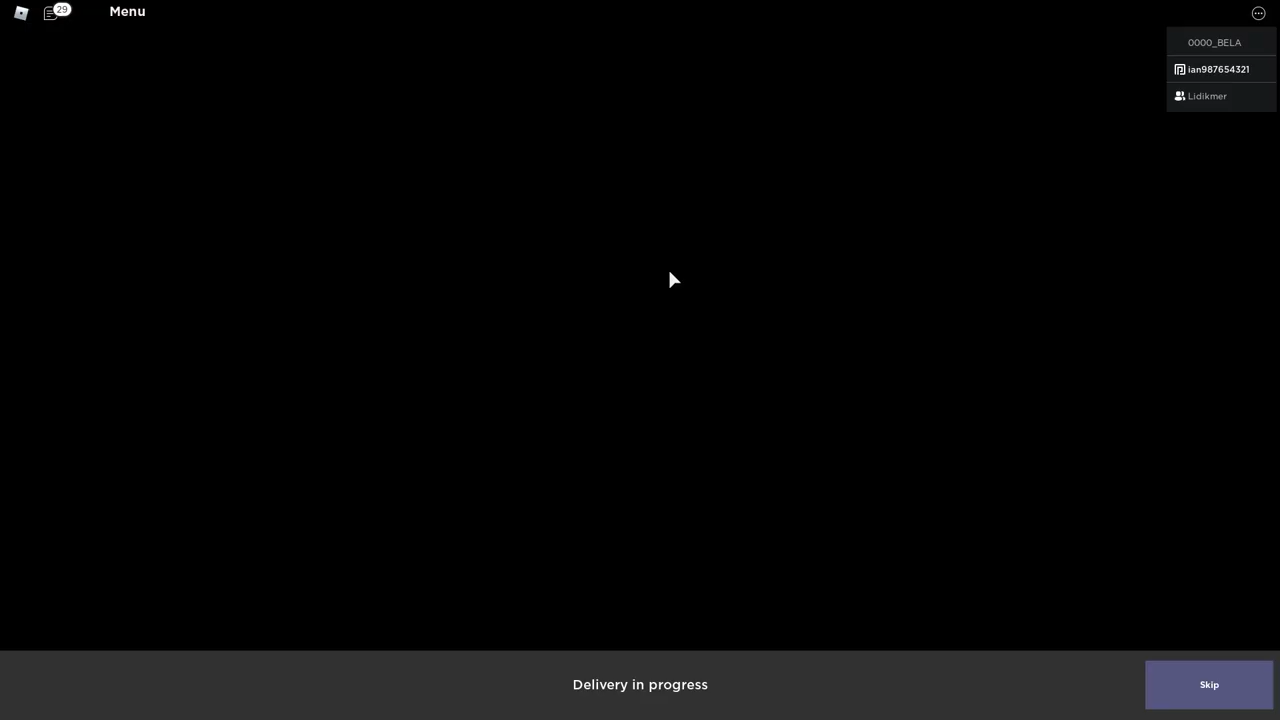 29
Menu
0000_BELA
ian987654321
Lidikmer
Delivery in progress
Skip